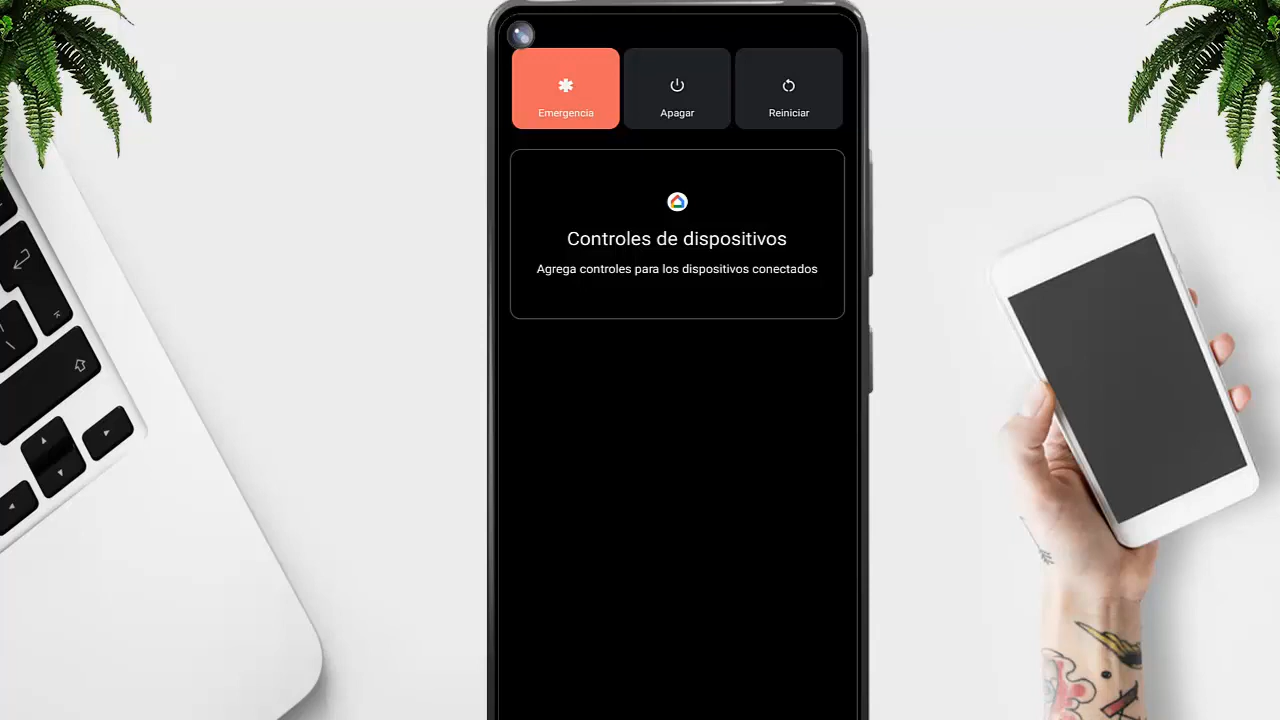 Emergencia
Apagar
Reiniciar
Controles de dispositivos
Agrega controles para los dispositivos conectados